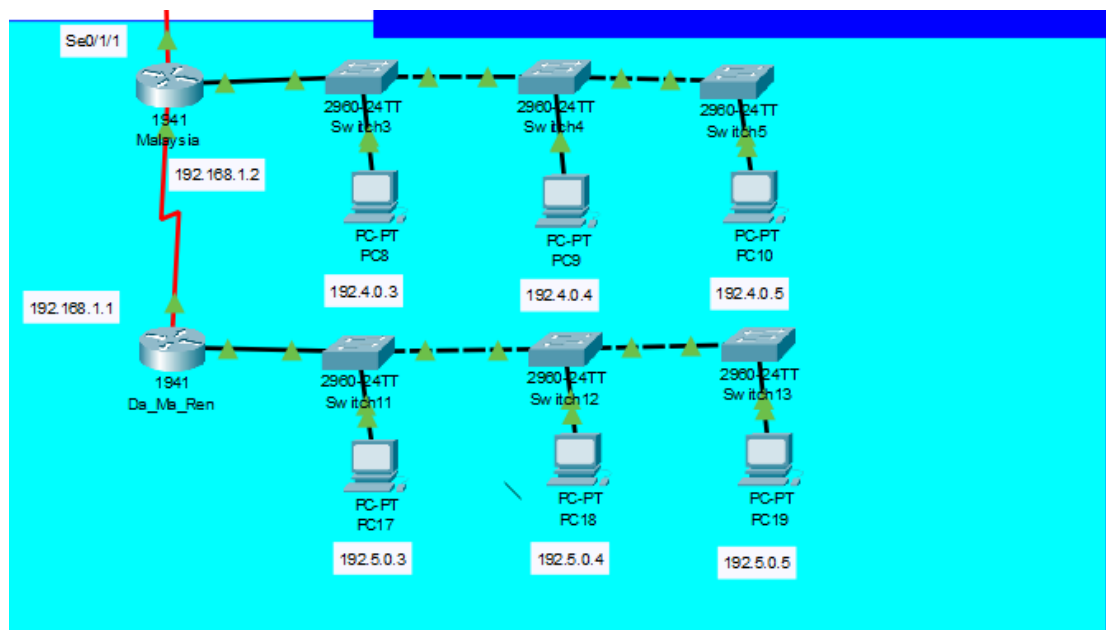 Se0/1/1
1941
Malaysia
192.168.1.2
2960-24TT
Switch3
2960-24TT
Switch4
2960-24TT
Switch5
PC-PT
PC8
PC-PT
PC9
PC-PT
PC10
192.4.0.3
192.4.0.4
192.4.0.5
192.168.1.1
1941
Da_Ma_Ren
2960-24TT
Switch11
2960-24TT
Switch12
2960-24TT
Switch13
PC-PT
PC17
PC-PT
PC18
PC-PT
PC19
192.5.0.3
192.5.0.4
192.5.0.5